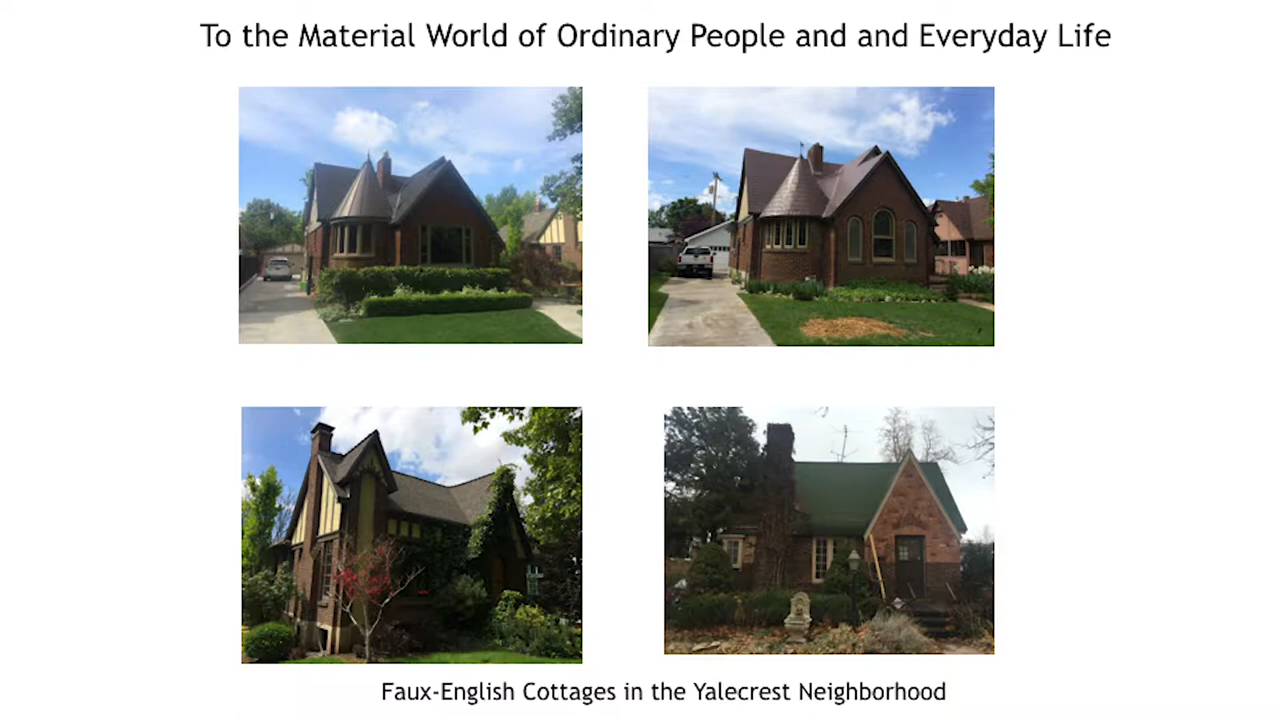 To the Material World of Ordinary People and and Everyday Life
Faux-English Cottages in the Yalecrest Neighborhood